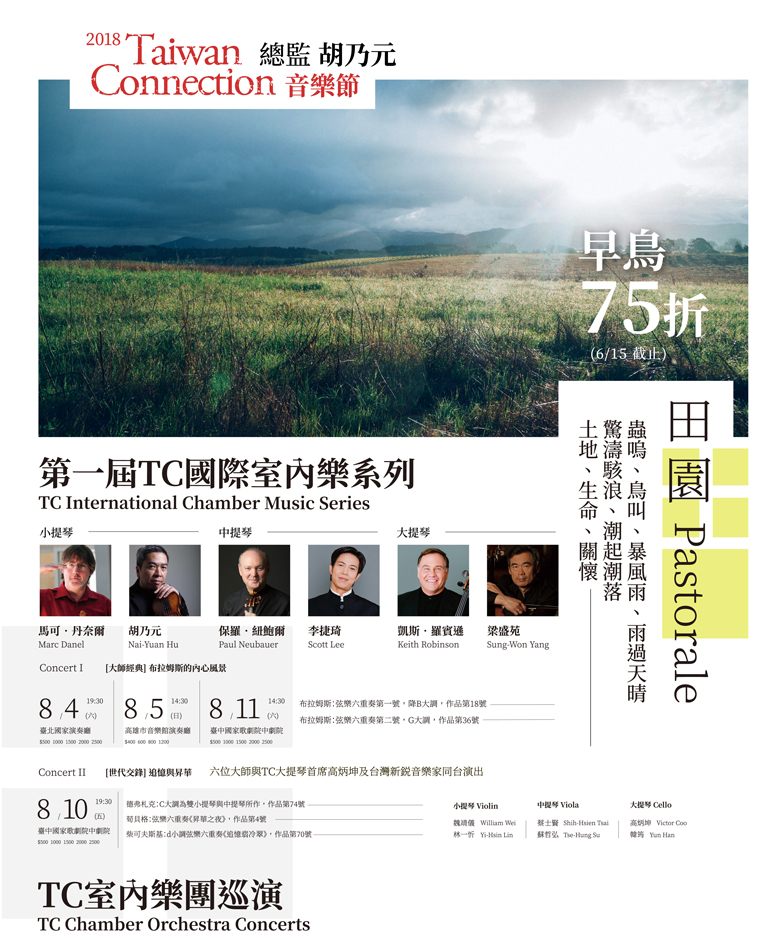 2018 Taiwan Connection 音樂節
總監 胡乃元
早鳥
75折
(6/15 截止)
田園 Pastorale
蟲鳴、鳥叫、暴風雨、雨過天晴
驚濤駭浪、潮起潮落
土地、生命、關懷
第一屆TC國際室內樂系列
TC International Chamber Music Series
小提琴
中提琴
大提琴
馬可・丹奈爾
Marc Danel
胡乃元
Nai-Yuan Hu
保羅・紐鮑爾
Paul Neubauer
李捷琦
Scott Lee
凱斯・羅賓遜
Keith Robinson
梁盛苑
Sung-Won Yang
Concert I [大師經典] 布拉姆斯的內心風景
8/4 19:30 (六)
臺北國家演奏廳
$500 1000 1500 2000 2500
8/5 14:30 (日)
高雄市音樂館演奏廳
$400 600 800 1200
8/11 14:30 (六)
臺中國家歌劇院中劇院
$500 1000 1500 2000 2500
布拉姆斯：弦樂六重奏第一號，降B大調，作品第18號
布拉姆斯：弦樂六重奏第二號，G大調，作品第36號
Concert II [世代交鋒] 追憶與昇華 六位大師與TC大提琴首席高炳坤及台灣新銳音樂家同台演出
8/10 19:30 (五)
臺中國家歌劇院中劇院
$500 1000 1500 2000 2500
德弗札克：C大調為雙小提琴與中提琴所作，作品第74號
荀貝格：弦樂六重奏《昇華之夜》，作品第4號
柴可夫斯基：d小調弦樂六重奏《追憶翡冷翠》，作品第70號
小提琴 Violin
魏靖儀 William Wei
林一忻 Yi-Hsin Lin
中提琴 Viola
蔡士賢 Shih-Hsien Tsai
蘇哲弘 Tse-Hung Su
大提琴 Cello
高炳坤 Victor Coo
韓筠 Yun Han
TC室內樂團巡演
TC Chamber Orchestra Concerts